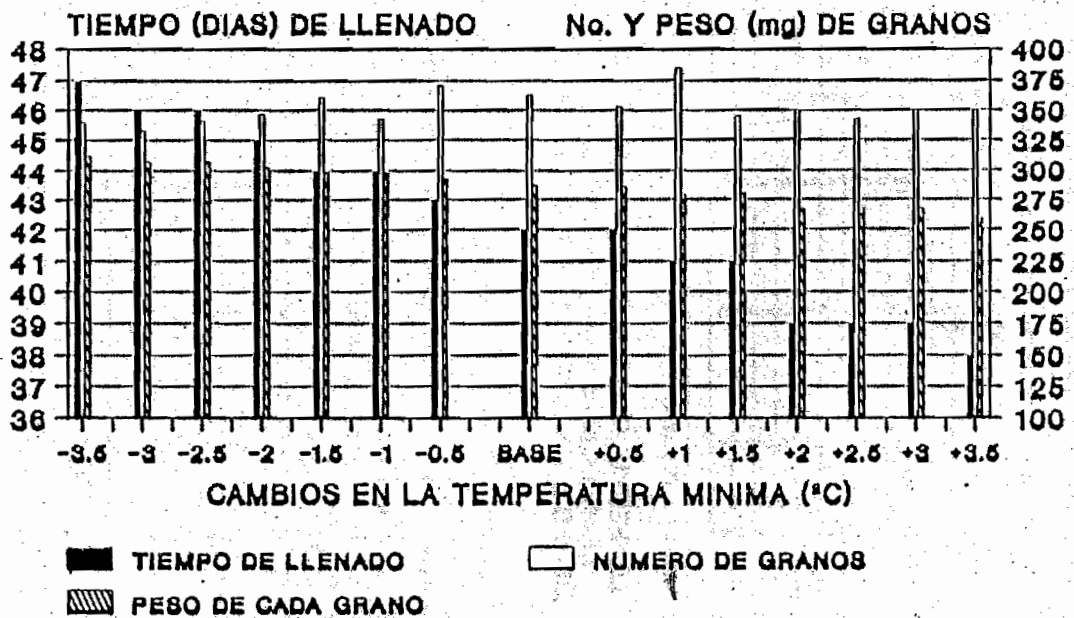 TIEMPO (DIAS) DE LLENADO No. Y PESO (mg) DE GRANOS
48 400
47 375
46 350
45 325
44 300
43 275
42 250
41 225
40 200
39 175
38 150
37 125
36 100
-3.5 -3 -2.5 -2 -1.5 -1 -0.5 BASE +0.5 +1 +1.5 +2 +2.5 +3 +3.5
CAMBIOS EN LA TEMPERATURA MINIMA (ºC)
TIEMPO DE LLENADO NUMERO DE GRANOS
PESO DE CADA GRANO